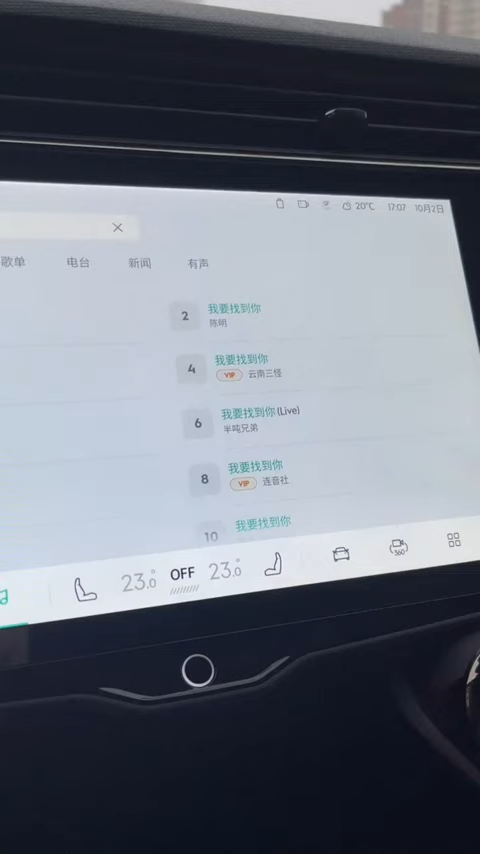 20℃ 17:07 10月2日
歌单 电台 新闻 有声
2 我要找到你
陈明
4 我要找到你
VIP 云南三怪
6 我要找到你(Live)
半吨兄弟
8 我要找到你
VIP 连音社
10 我要找到你
23.0° OFF 23.0°
360